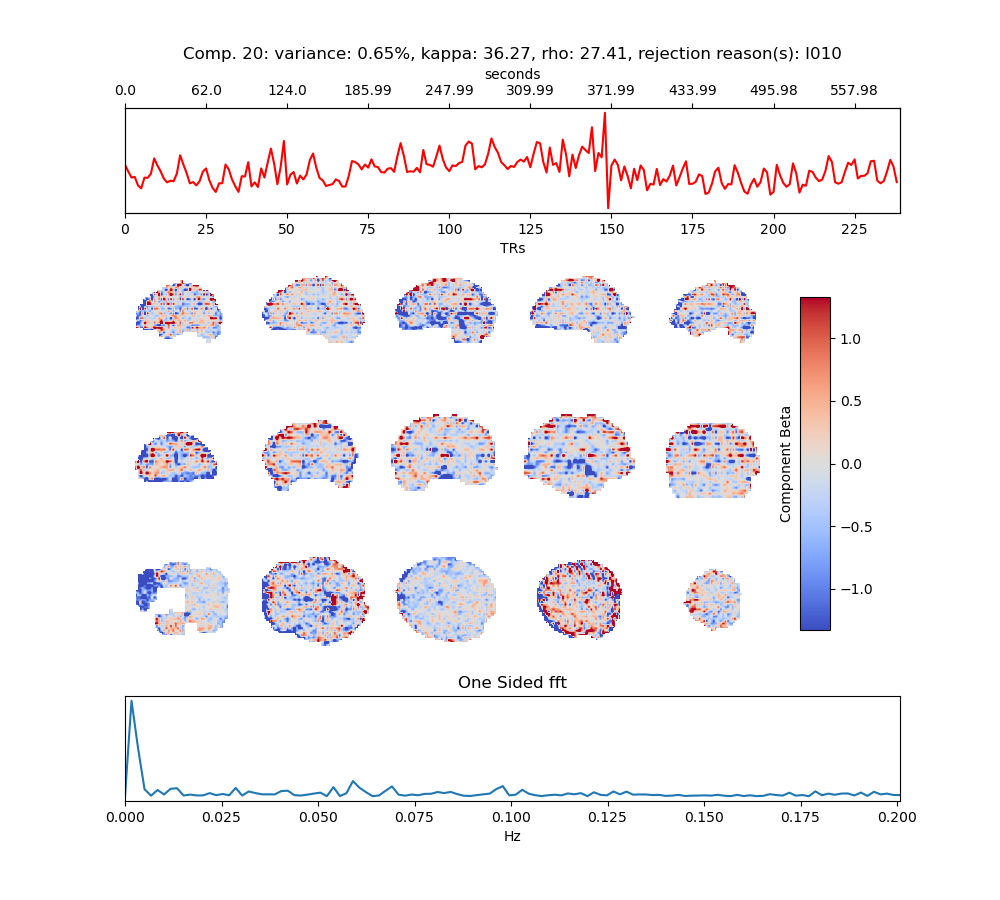 Comp. 20: variance: 0.65%, kappa: 36.27, rho: 27.41, rejection reason(s): I010
seconds
0.0 62.0 124.0 185.99 247.99 309.99 371.99 433.99 495.98 557.98
0 25 50 75 100 125 150 175 200 225
TRs
1.0
0.5
0.0
−0.5
−1.0
Component Beta
One Sided fft
0.000 0.025 0.050 0.075 0.100 0.125 0.150 0.175 0.200
Hz